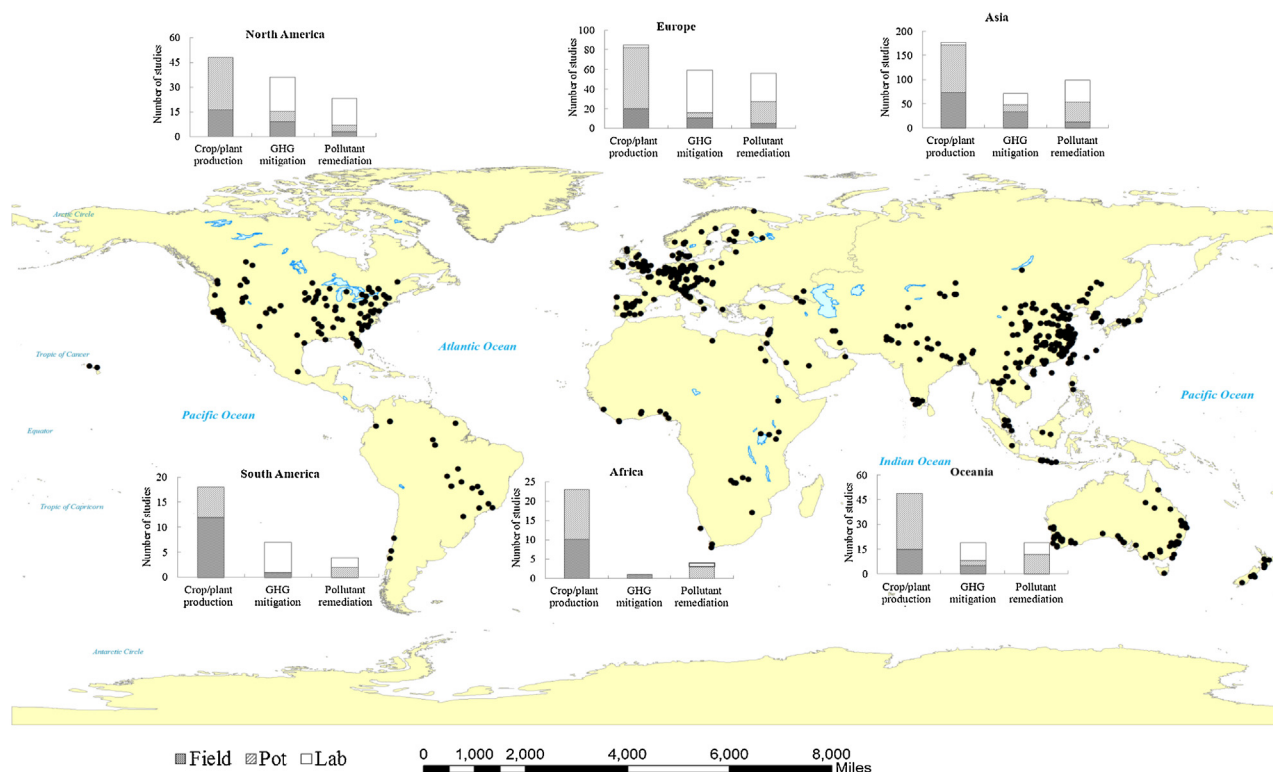 North America
Number of studies
60
45
30
15
0
Crop/plant
production
GHG
mitigation
Pollutant
remediation
Europe
Number of studies
100
80
60
40
20
0
Crop/plant
production
GHG
mitigation
Pollutant
remediation
Asia
Number of studies
200
150
100
50
0
Crop/plant
production
GHG
mitigation
Pollutant
remediation
Arctic Circle
Tropic of Cancer
Atlantic Ocean
Pacific Ocean
Pacific Ocean
Equator
Indian Ocean
Tropic of Capricorn
South America
Number of studies
20
15
10
5
0
Crop/plant
production
GHG
mitigation
Pollutant
remediation
Africa
Number of studies
25
20
15
10
5
0
Crop/plant
production
GHG
mitigation
Pollutant
remediation
Oceania
Number of studies
60
45
30
15
0
Crop/plant
production
GHG
mitigation
Pollutant
remediation
Antarctic Circle
Field Pot Lab
0 1,000 2,000 4,000 6,000 8,000
Miles